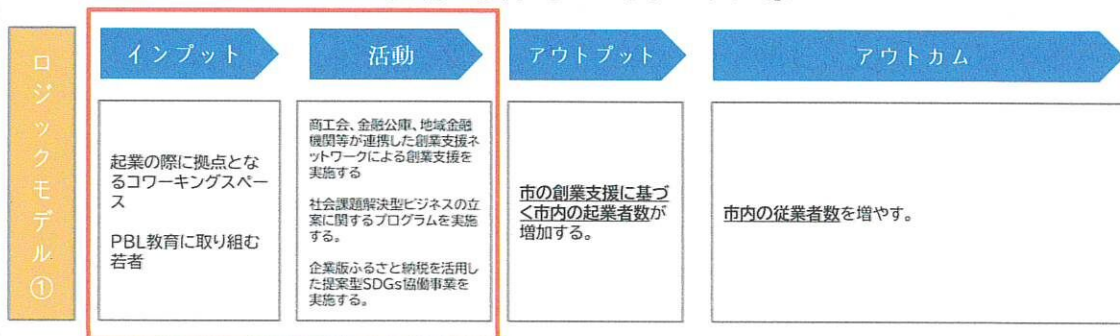 ロジックモデル①
インプット
活動
アウトプット
アウトカム
起業の際に拠点とな
るコワーキングスペー
ス
PBL教育に取り組む
若者
商工会、金融公庫、地域金融
機関等が連携した創業支援ネ
ットワークによる創業支援を
実施する
社会課題解決型ビジネスの立
案に関するプログラムを実施
する。
企業版ふるさと納税を活用し
た提案型SDGs協働事業を
実施する。
市の創業支援に基づ
く市内の起業者数が
増加する。
市内の従業者数を増やす。